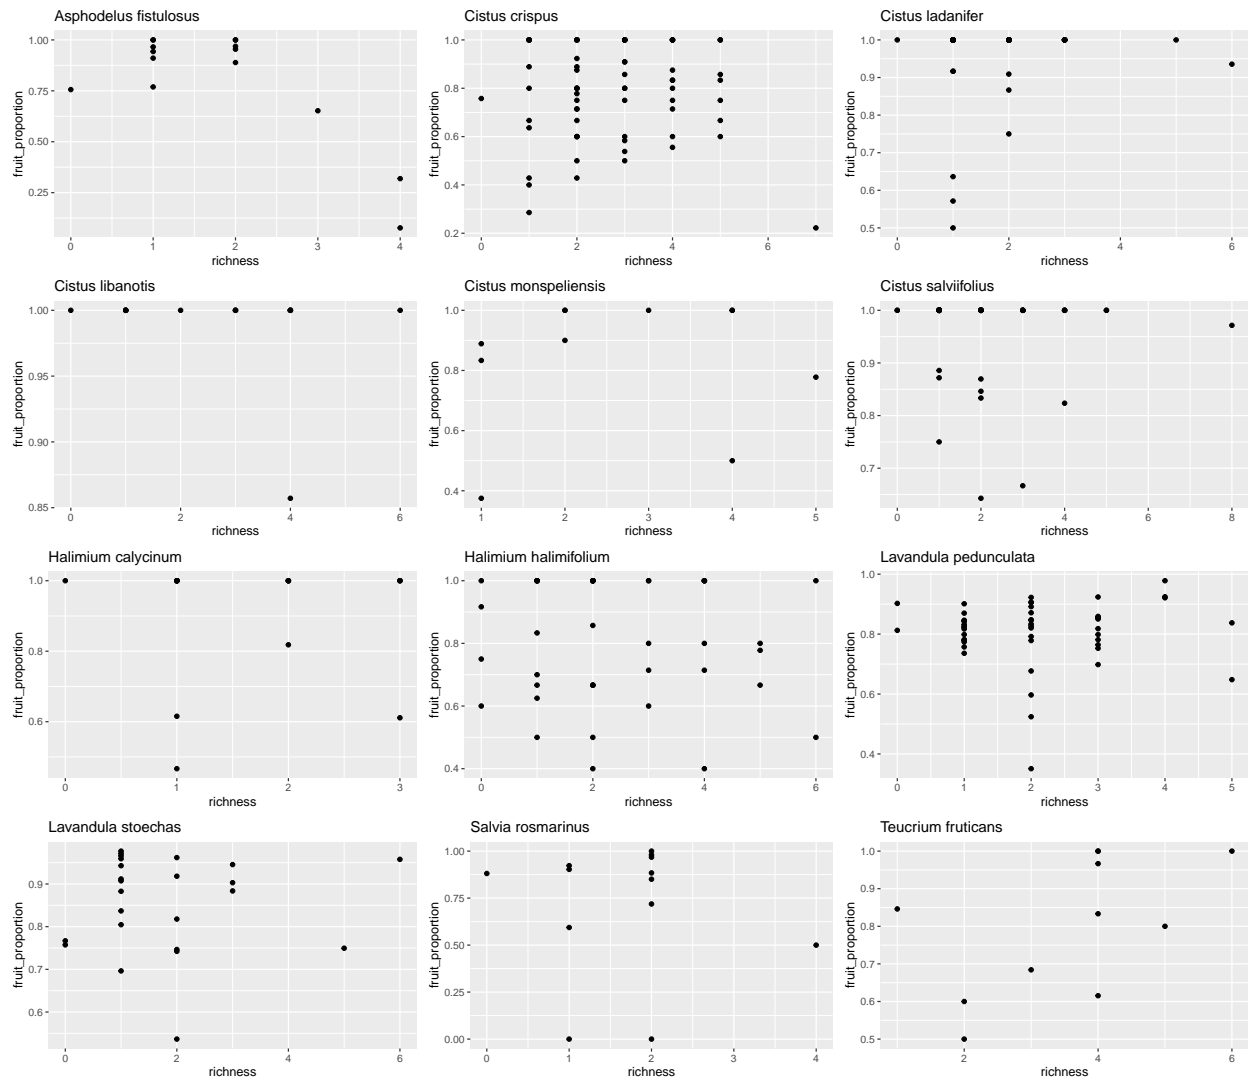 Asphodelus fistulosus
1.00
0.75
0.50
0.25
fruit_proportion
0 1 2 3 4
richness
Cistus crispus
1.0
0.8
0.6
0.4
0.2
fruit_proportion
0 2 4 6
richness
Cistus ladanifer
1.0
0.9
0.8
0.7
0.6
0.5
fruit_proportion
0 2 4 6
richness
Cistus libanotis
1.00
0.95
0.90
0.85
fruit_proportion
0 2 4 6
richness
Cistus monspeliensis
1.0
0.8
0.6
0.4
fruit_proportion
1 2 3 4 5
richness
Cistus salviifolius
1.0
0.9
0.8
0.7
fruit_proportion
0 2 4 6 8
richness
Halimium calycinum
1.0
0.8
0.6
fruit_proportion
0 1 2 3
richness
Halimium halimifolium
1.0
0.8
0.6
0.4
fruit_proportion
0 2 4 6
richness
Lavandula pedunculata
1.0
0.8
0.6
0.4
fruit_proportion
0 1 2 3 4 5
richness
Lavandula stoechas
0.9
0.8
0.7
0.6
fruit_proportion
0 2 4 6
richness
Salvia rosmarinus
1.00
0.75
0.50
0.25
0.00
fruit_proportion
0 1 2 3 4
richness
Teucrium fruticans
1.0
0.9
0.8
0.7
0.6
0.5
fruit_proportion
2 4 6
richness